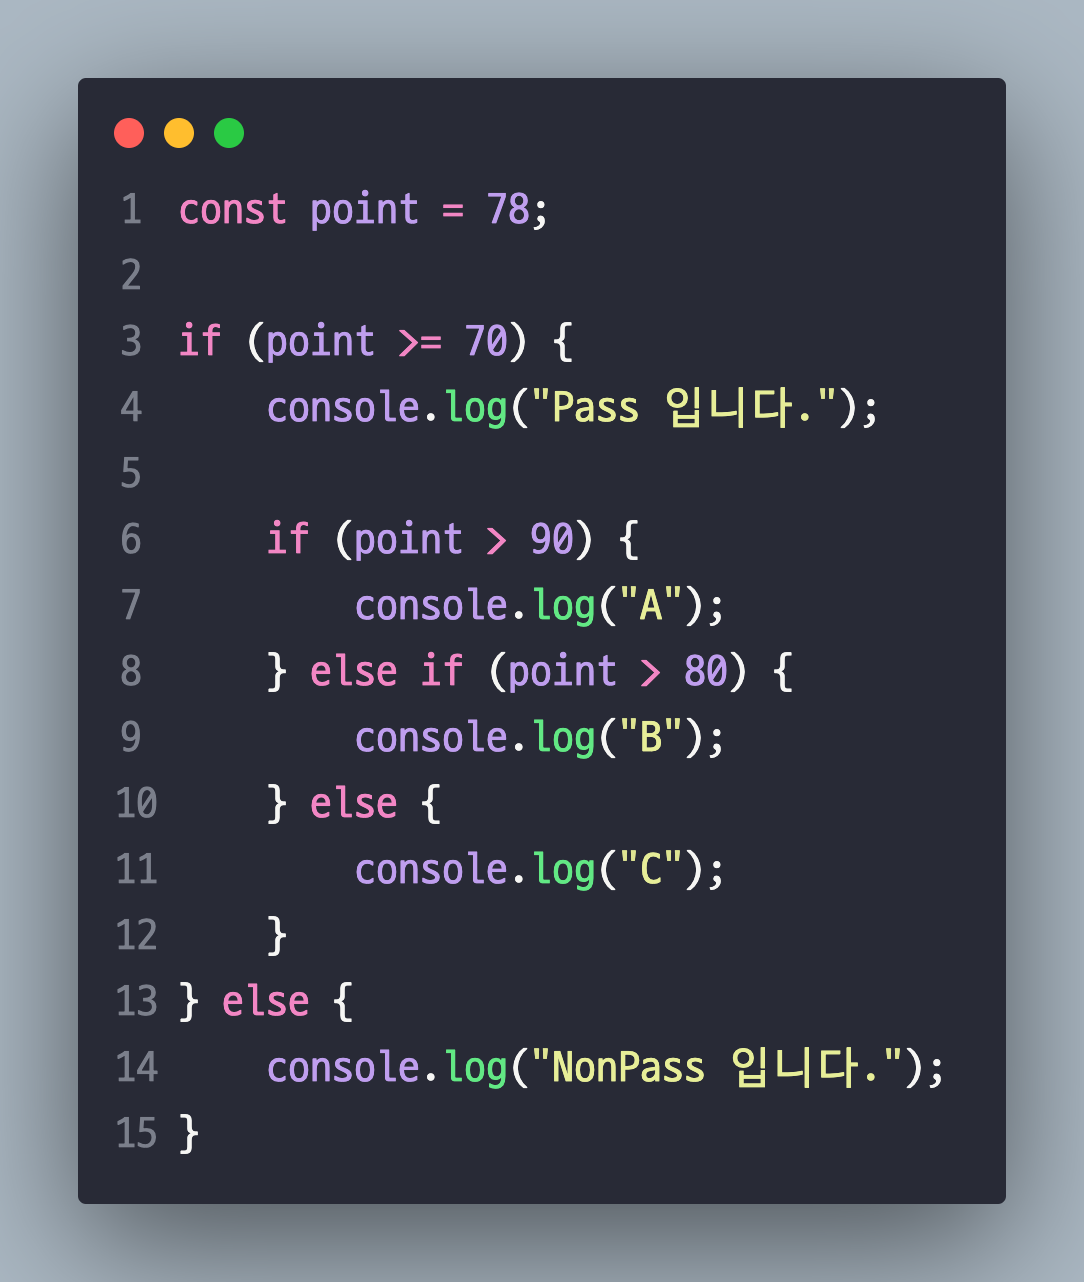 1 const point = 78;
2
3 if (point >= 70) {
4     console.log("Pass 입니다.");
5
6     if (point > 90) {
7         console.log("A");
8     } else if (point > 80) {
9         console.log("B");
10     } else {
11         console.log("C");
12     }
13 } else {
14     console.log("NonPass 입니다.");
15 }